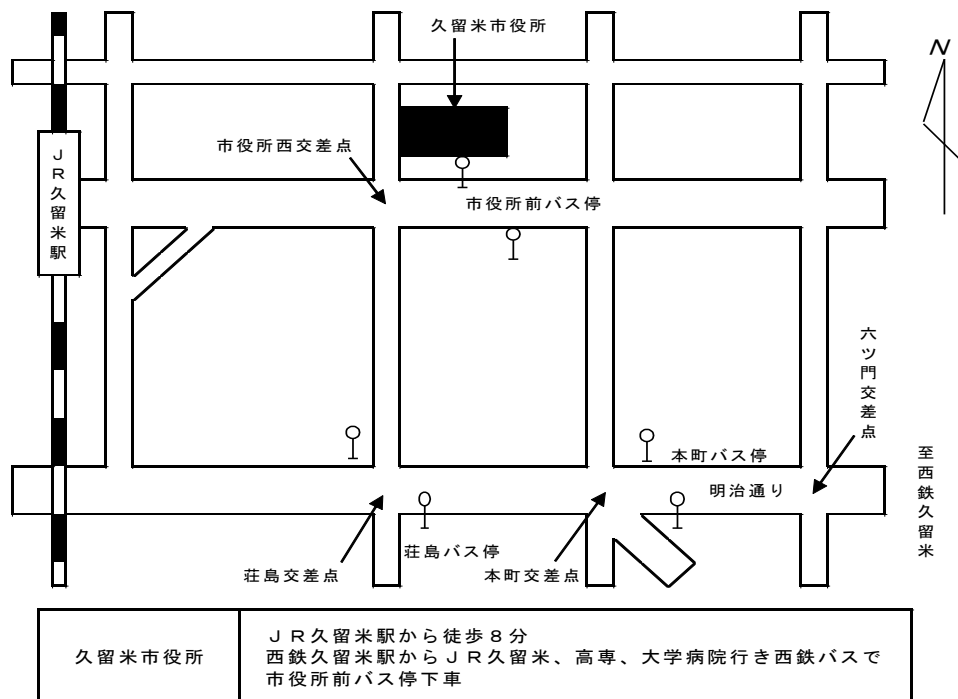 久留米市役所
N
市役所西交差点
ＪＲ久留米駅
市役所前バス停
六ツ門交差点
本町バス停
明治通り
至西鉄久留米
荘島バス停
荘島交差点
本町交差点
久留米市役所
ＪＲ久留米駅から徒歩８分
西鉄久留米駅からＪＲ久留米、高専、大学病院行き西鉄バスで
市役所前バス停下車